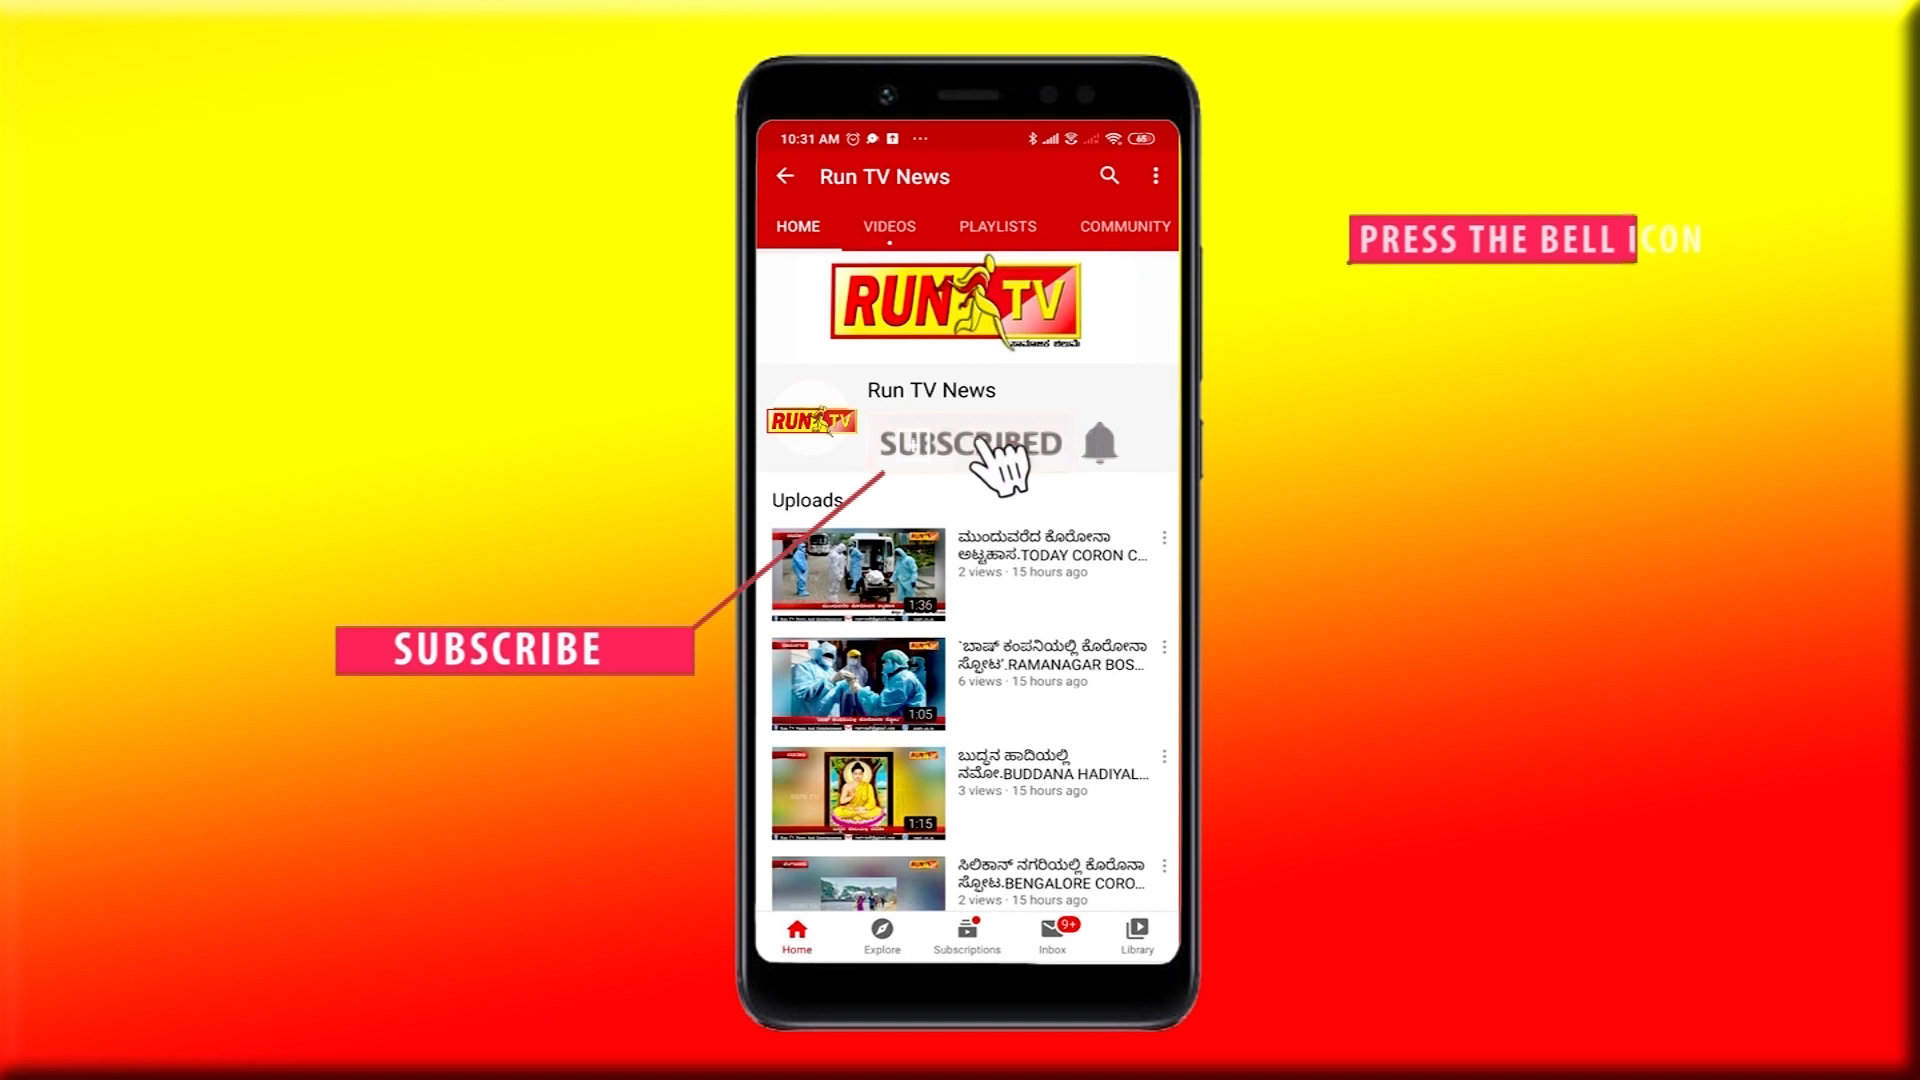 10:31 AM
65
Run TV News
HOME VIDEOS PLAYLISTS COMMUNITY
RUN TV
PRESS THE BELL ICON
Run TV News
RUN TV
SUBSCRIBED
Uploads
ಮುಂದುವರೆದ ಕೊರೋನಾ
ಅಟ್ಟಹಾಸ.TODAY CORON C...
2 views · 15 hours ago
1:36
SUBSCRIBE
`ಬಾಷ್ ಕಂಪನಿಯಲ್ಲಿ ಕೊರೋನಾ
ಸ್ಫೋಟ'.RAMANAGAR BOS...
6 views · 15 hours ago
1:05
ಬುದ್ಧನ ಹಾದಿಯಲ್ಲಿ
ನಮೋ.BUDDANA HADIYAL...
3 views · 15 hours ago
1:15
ಸಿಲಿಕಾನ್ ನಗರಿಯಲ್ಲಿ ಕೊರೊನಾ
ಸ್ಫೋಟ.BENGALORE CORO...
2 views · 15 hours ago
9+
Home Explore Subscriptions Inbox Library